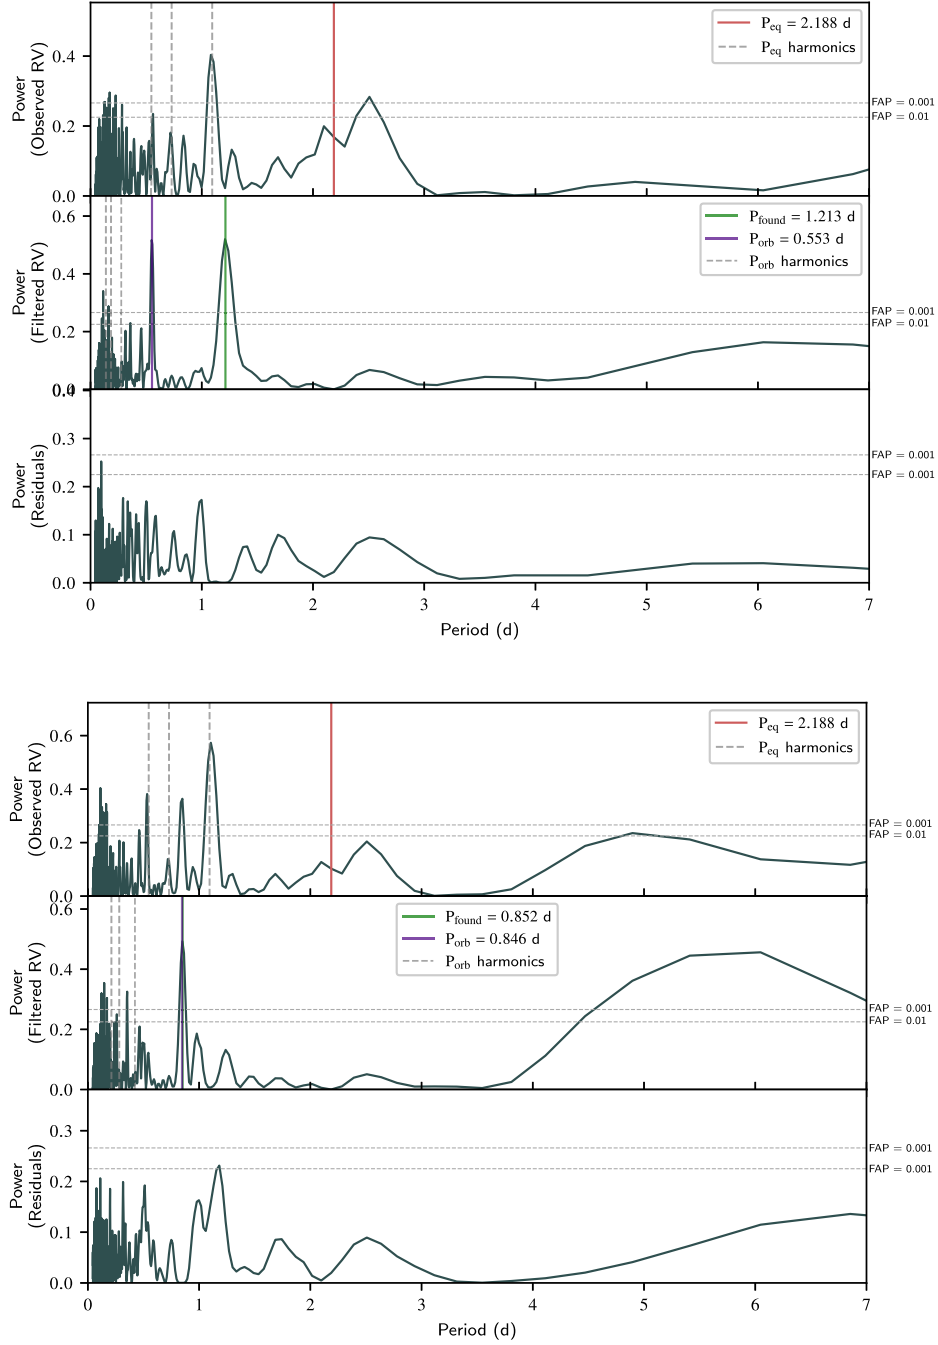 P_eq = 2.188 d
P_eq harmonics
Power
(Observed RV)
0.4
0.2
0.0
FAP = 0.001
FAP = 0.01
P_found = 1.213 d
P_orb = 0.553 d
P_orb harmonics
Power
(Filtered RV)
0.6
0.4
0.2
0.0
FAP = 0.001
FAP = 0.01
Power
(Residuals)
0.4
0.3
0.2
0.1
0.0
FAP = 0.001
FAP = 0.001
0 1 2 3 4 5 6 7
Period (d)
P_eq = 2.188 d
P_eq harmonics
Power
(Observed RV)
0.6
0.4
0.2
0.0
FAP = 0.001
FAP = 0.01
P_found = 0.852 d
P_orb = 0.846 d
P_orb harmonics
Power
(Filtered RV)
0.6
0.4
0.2
0.0
FAP = 0.001
FAP = 0.01
Power
(Residuals)
0.3
0.2
0.1
0.0
FAP = 0.001
FAP = 0.001
0 1 2 3 4 5 6 7
Period (d)